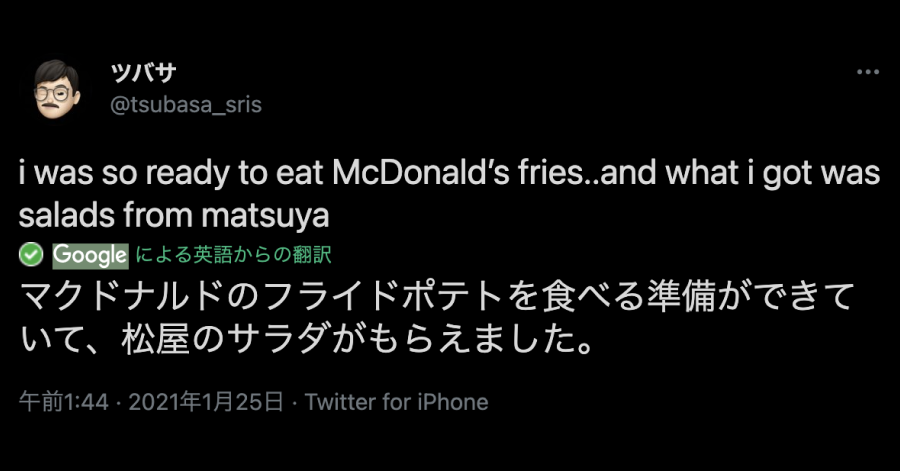 ツバサ
@tsubasa_sris
i was so ready to eat McDonald’s fries..and what i got was
salads from matsuya
Google による英語からの翻訳
マクドナルドのフライドポテトを食べる準備ができて
いて、松屋のサラダがもらえました。
午前1:44 · 2021年1月25日 · Twitter for iPhone